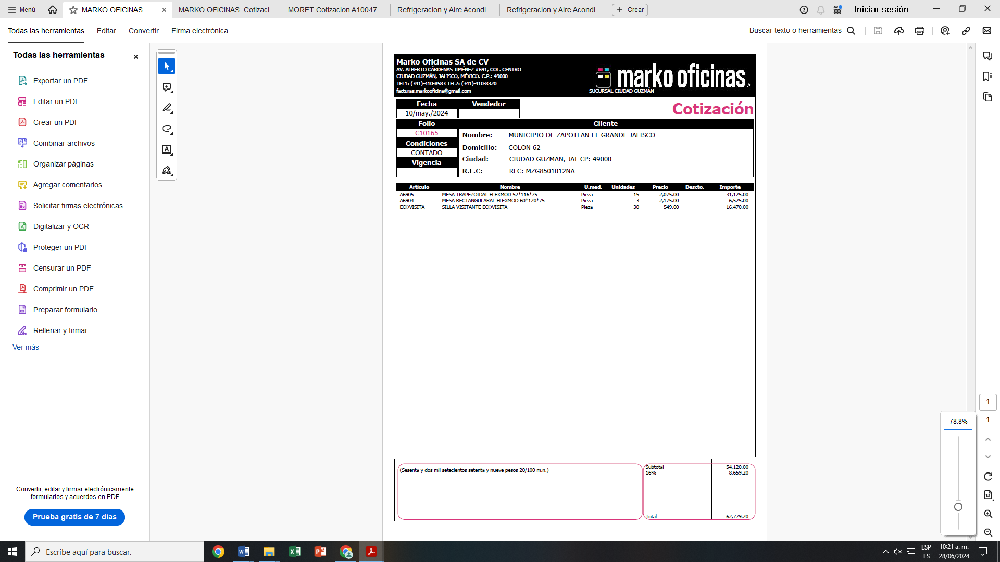 Menú
MARKO OFICINAS_...
MARKO OFICINAS_Cotizaci...
MORET Cotizacion A10047...
Refrigeracion y Aire Acondi...
Refrigeracion y Aire Acondi...
Crear
Iniciar sesión
Todas las herramientas
Editar
Convertir
Firma electrónica
Buscar texto o herramientas
Todas las herramientas
Exportar un PDF
Editar un PDF
Crear un PDF
Combinar archivos
Organizar páginas
Agregar comentarios
Solicitar firmas electrónicas
Digitalizar y OCR
Proteger un PDF
Censurar un PDF
Comprimir un PDF
Preparar formulario
Rellenar y firmar
Ver más
Convertir, editar y firmar electrónicamente
formularios y acuerdos en PDF
Prueba gratis de 7 días
Marko Oficinas SA de CV
AV. ALBERTO CÁRDENAS JIMÉNEZ #691, COL. CENTRO
CIUDAD GUZMÁN, JALISCO, MÉXICO. C.P.: 49000
TEL1: (341)-410-8583 TEL2: (341)-410-8320
facturas.markooficina@gmail.com
marko oficinas®
SUCURSAL CIUDAD GUZMÁN
Fecha Vendedor
10/may./2024
Cotización
Folio
C10165
Condiciones
CONTADO
Vigencia
Cliente
Nombre: MUNICIPIO DE ZAPOTLAN EL GRANDE JALISCO
Domicilio: COLON 62
Ciudad: CIUDAD GUZMAN, JAL CP: 49000
R.F.C: RFC: MZG8501012NA
Artículo Nombre U.med. Unidades Precio Descto. Importe
A6905 MESA TRAPEZOIDAL FLEXMOD 52*116*75 Pieza 15 2,075.00 31,125.00
A6904 MESA RECTANGULARAL FLEXMOD 60*120*75 Pieza 3 2,175.00 6,525.00
ECOVISITA SILLA VISITANTE ECOVISITA Pieza 30 549.00 16,470.00
(Sesenta y dos mil setecientos setenta y nueve pesos 20/100 m.n.)
Subtotal 54,120.00
16% 8,659.20
Total 62,779.20
1
1
78.8%
1:1
Escribe aquí para buscar.
ESP
ES
10:21 a. m.
28/06/2024